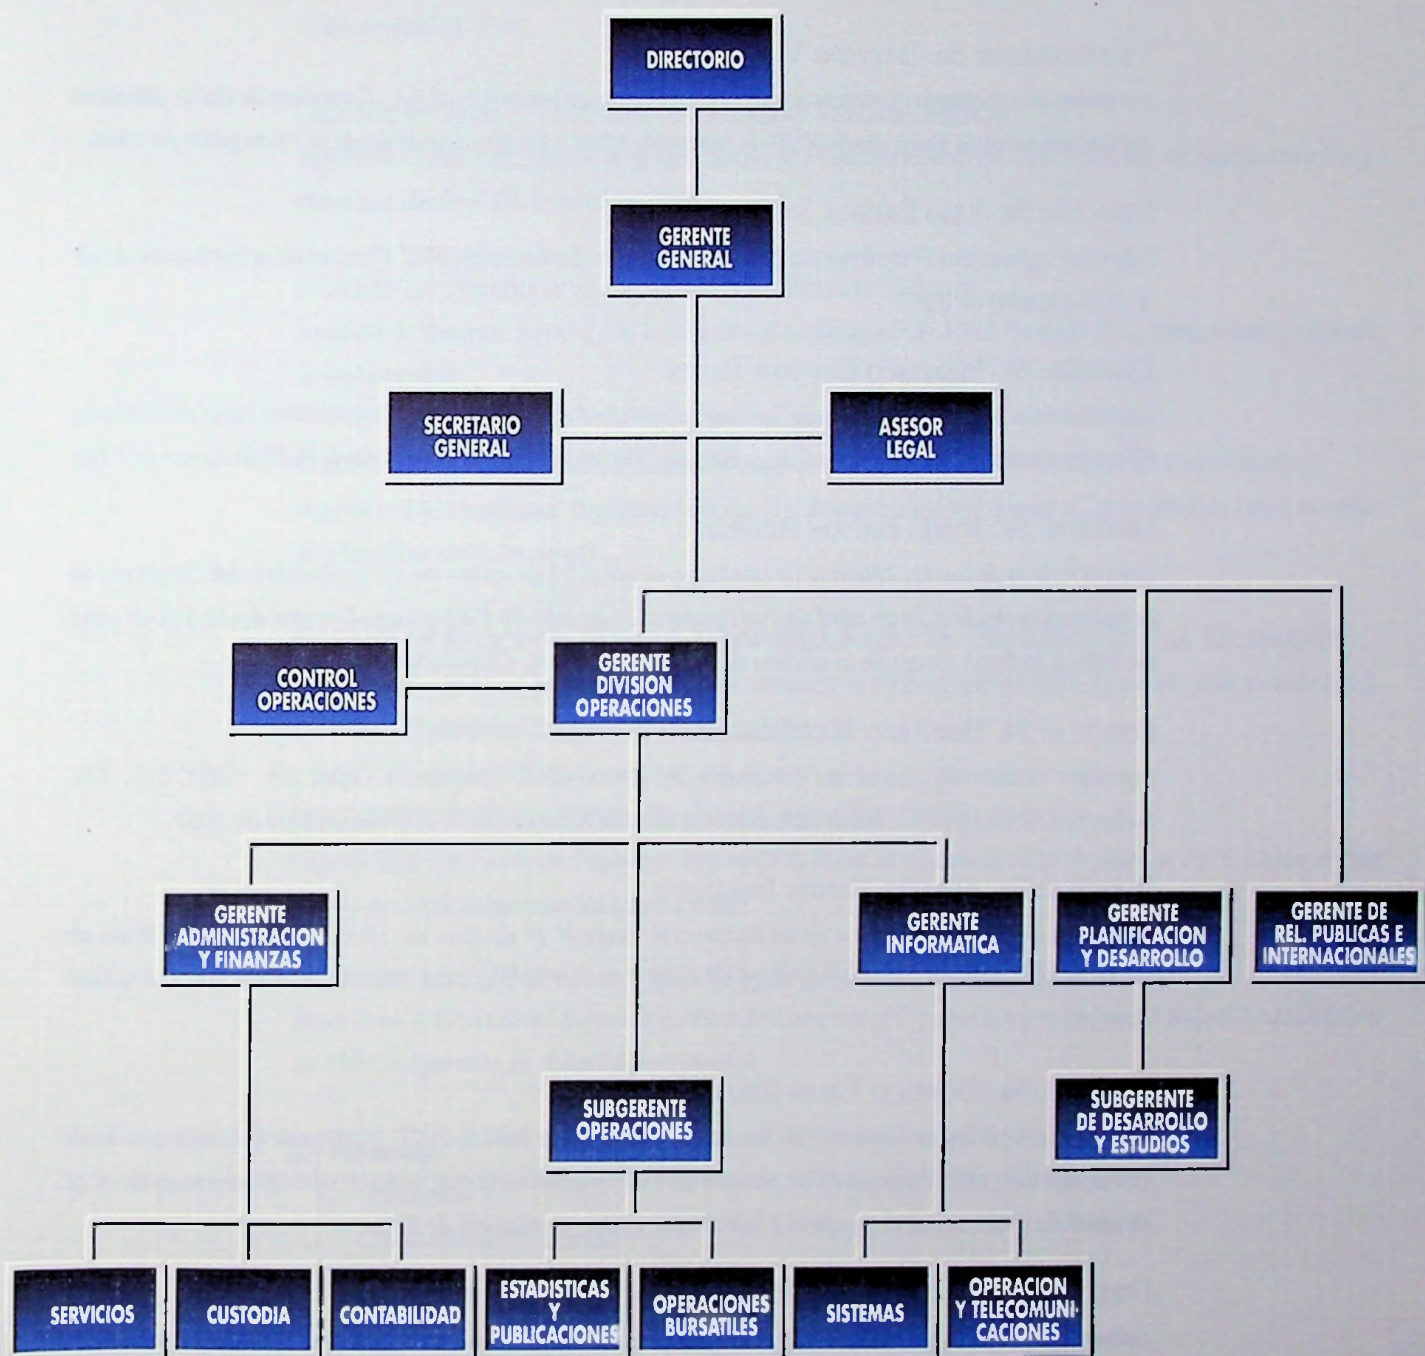 DIRECTORIO
GERENTE
GENERAL
SECRETARIO
GENERAL
ASESOR
LEGAL
CONTROL
OPERACIONES
GERENTE
DIVISION
OPERACIONES
GERENTE
ADMINISTRACION
Y FINANZAS
GERENTE
INFORMATICA
GERENTE
PLANIFICACION
Y DESARROLLO
GERENTE DE
REL. PUBLICAS E
INTERNACIONALES
SUBGERENTE
OPERACIONES
SUBGERENTE
DE DESARROLLO
Y ESTUDIOS
SERVICIOS
CUSTODIA
CONTABILIDAD
ESTADISTICAS
Y
PUBLICACIONES
OPERACIONES
BURSATILES
SISTEMAS
OPERACION
Y TELECOMUNI-
CACIONES